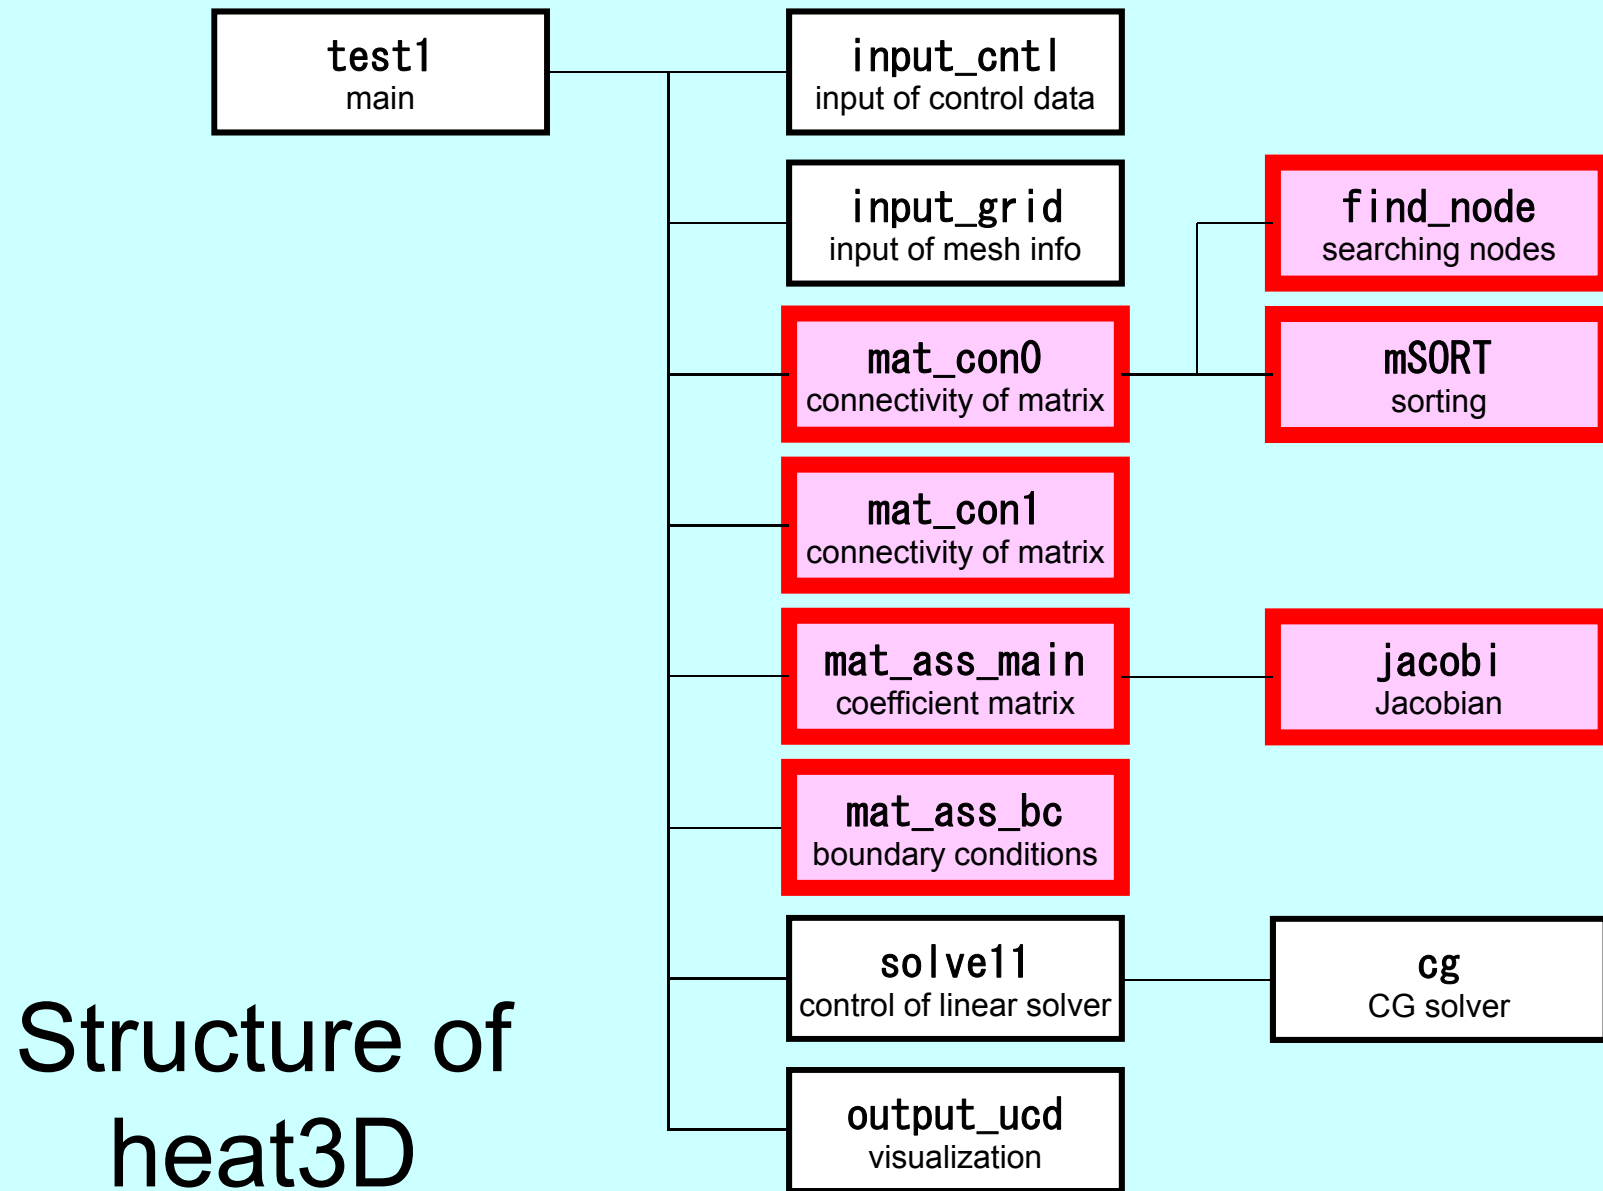 test1
main
input_cntl
input of control data
input_grid
input of mesh info
find_node
searching nodes
mat_con0
connectivity of matrix
mSORT
sorting
mat_con1
connectivity of matrix
mat_ass_main
coefficient matrix
jacobi
Jacobian
mat_ass_bc
boundary conditions
solve11
control of linear solver
cg
CG solver
output_ucd
visualization
Structure of
heat3D